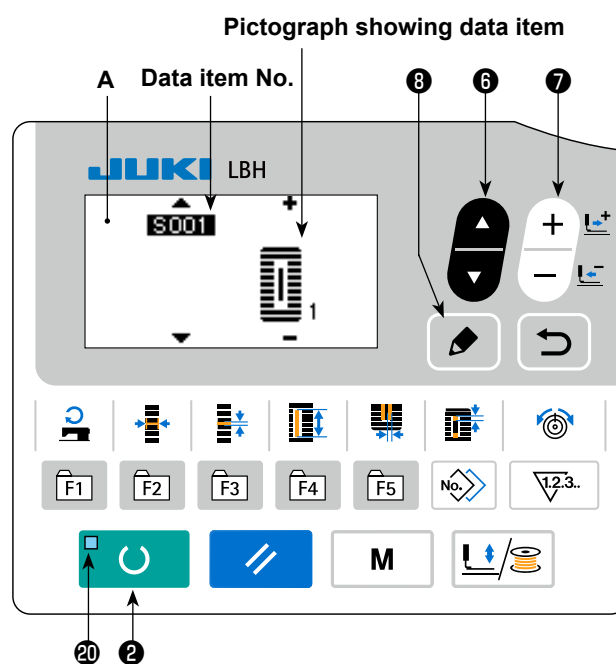 Pictograph showing data item
A Data item No. ❽ ❻ ❼
JUKI LBH
S001
1
F1 F2 F3 F4 F5 No. 1.2.3..
M
⓴ ❷